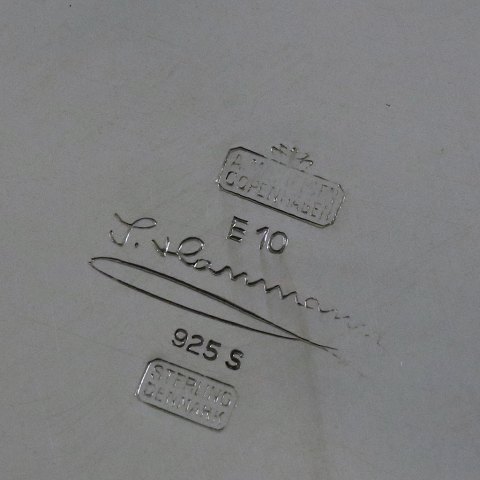 COPENHAGEN
E 10
925 S
STERLING
DENMARK